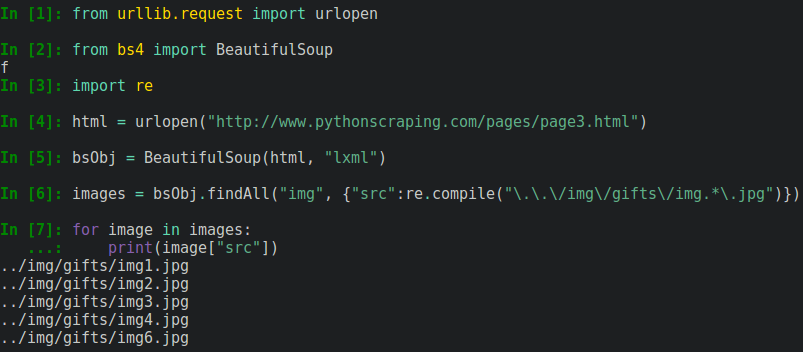 In [1]: from urllib.request import urlopen
In [2]: from bs4 import BeautifulSoup
f
In [3]: import re
In [4]: html = urlopen("http://www.pythonscraping.com/pages/page3.html")
In [5]: bsObj = BeautifulSoup(html, "lxml")
In [6]: images = bsObj.findAll("img", {"src":re.compile("\.\.\/img\/gifts\/img.*\.jpg")})
In [7]: for image in images:
   ...:     print(image["src"])
../img/gifts/img1.jpg
../img/gifts/img2.jpg
../img/gifts/img3.jpg
../img/gifts/img4.jpg
../img/gifts/img6.jpg